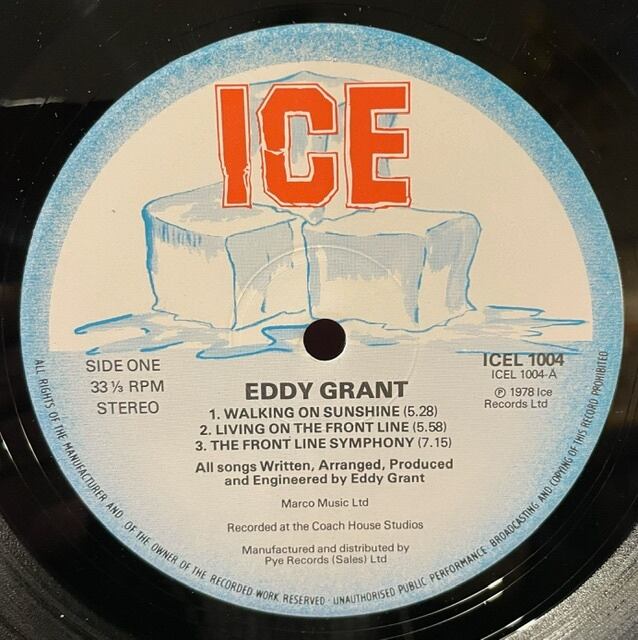 ICE
SIDE ONE
33 ⅓ RPM
STEREO
ICEL 1004
ICEL 1004-A
℗ 1978 Ice
Records Ltd
EDDY GRANT
1. WALKING ON SUNSHINE (5.28)
2. LIVING ON THE FRONT LINE (5.58)
3. THE FRONT LINE SYMPHONY (7.15)
All songs Written, Arranged, Produced
and Engineered by Eddy Grant
Marco Music Ltd
Recorded at the Coach House Studios
Manufactured and distributed by
Pye Records (Sales) Ltd
ALL RIGHTS OF THE MANUFACTURER AND OF THE OWNER OF THE RECORDED WORK RESERVED · UNAUTHORISED PUBLIC PERFORMANCE · BROADCASTING AND COPYING OF THIS RECORD PROHIBITED